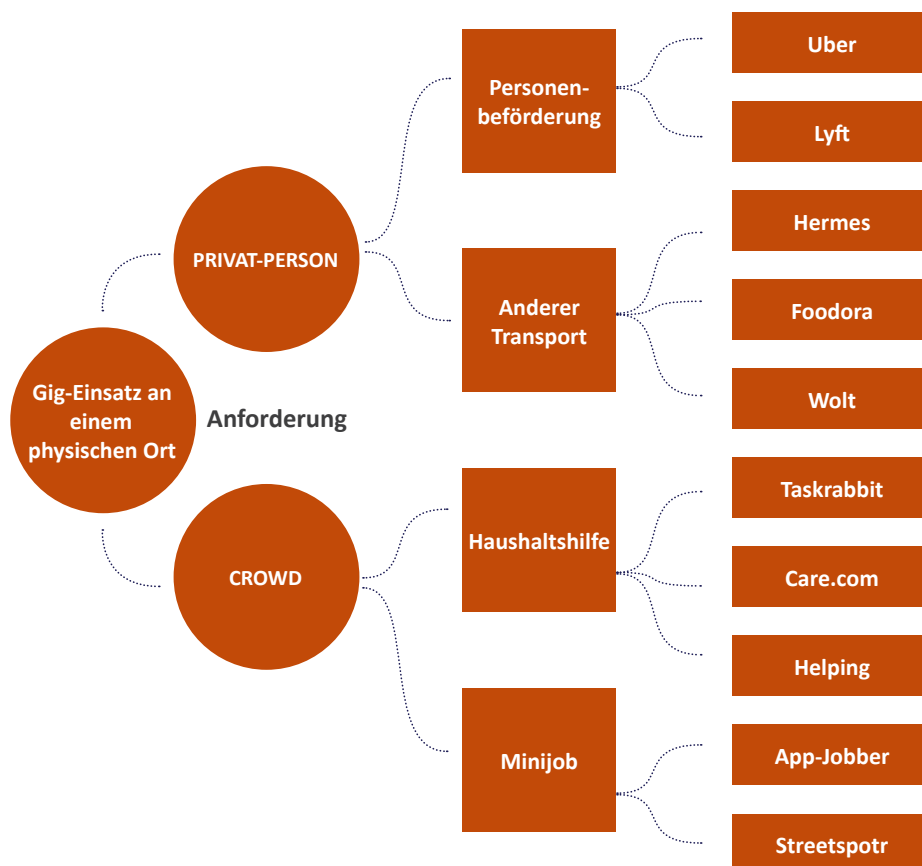 Gig-Einsatz an
einem
physischen Ort
Anforderung
PRIVAT-PERSON
CROWD
Personen-
beförderung
Anderer
Transport
Haushaltshilfe
Minijob
Uber
Lyft
Hermes
Foodora
Wolt
Taskrabbit
Care.com
Helping
App-Jobber
Streetspotr